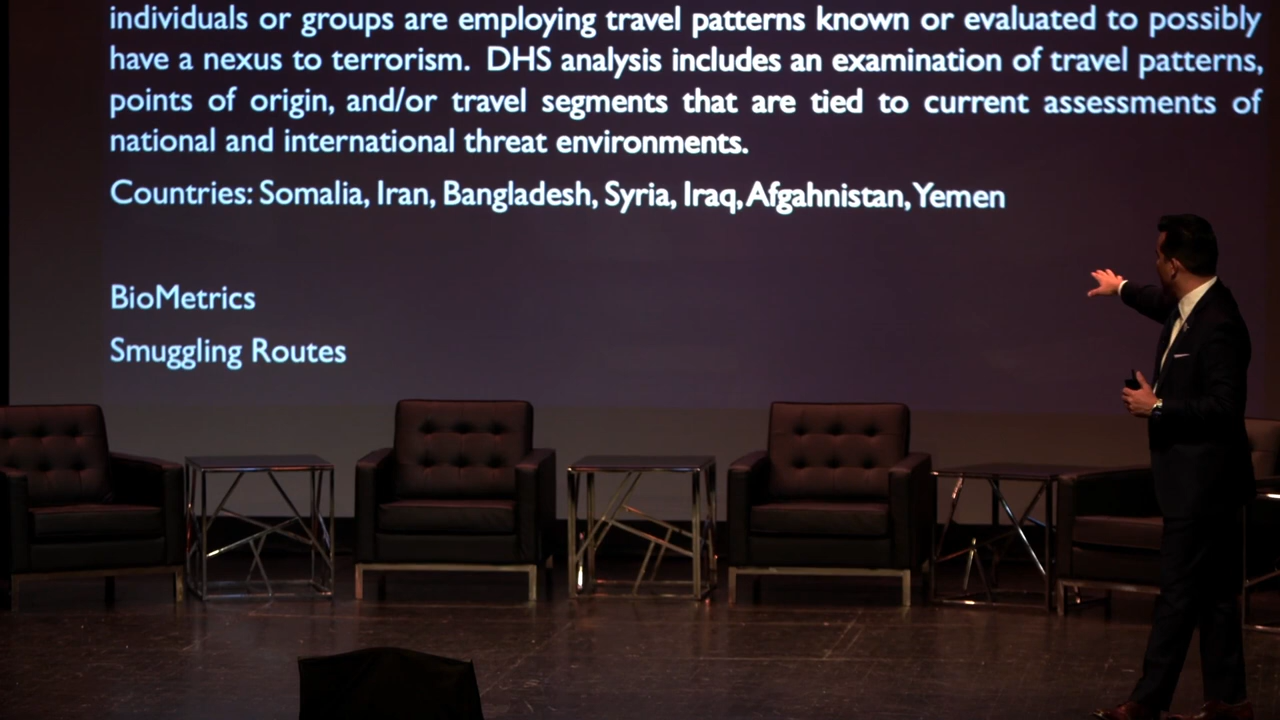 individuals or groups are employing travel patterns known or evaluated to possibly
have a nexus to terrorism. DHS analysis includes an examination of travel patterns,
points of origin, and/or travel segments that are tied to current assessments of
national and international threat environments.
Countries: Somalia, Iran, Bangladesh, Syria, Iraq, Afgahnistan, Yemen
BioMetrics
Smuggling Routes